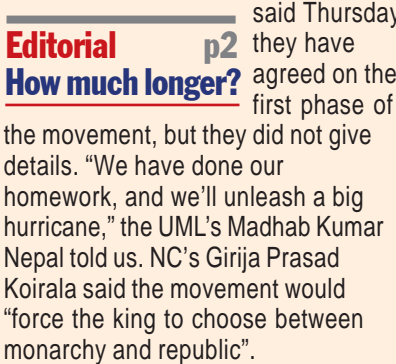 Editorial p2
How much longer?
said Thursday
they have
agreed on the
first phase of
the movement, but they did not give
details. “We have done our
homework, and we’ll unleash a big
hurricane,” the UML’s Madhab Kumar
Nepal told us. NC’s Girija Prasad
Koirala said the movement would
“force the king to choose between
monarchy and republic”.